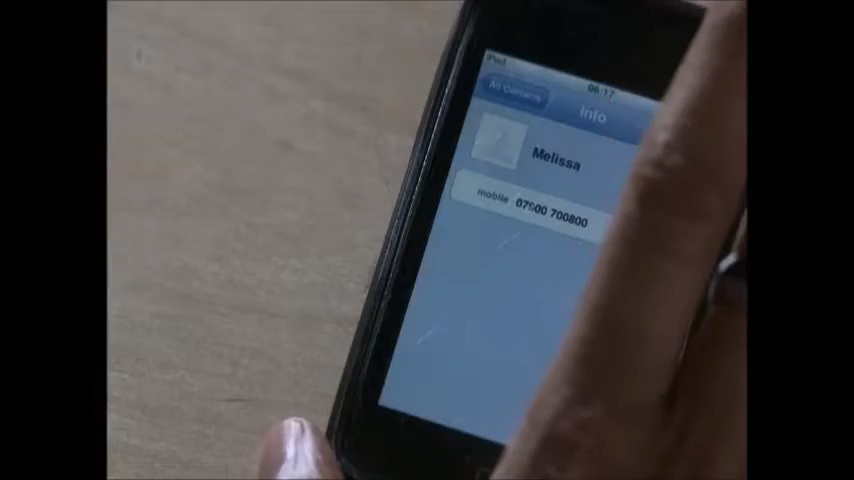 iPod
06:17
All Contacts
Info
Melissa
mobile 07900 700800